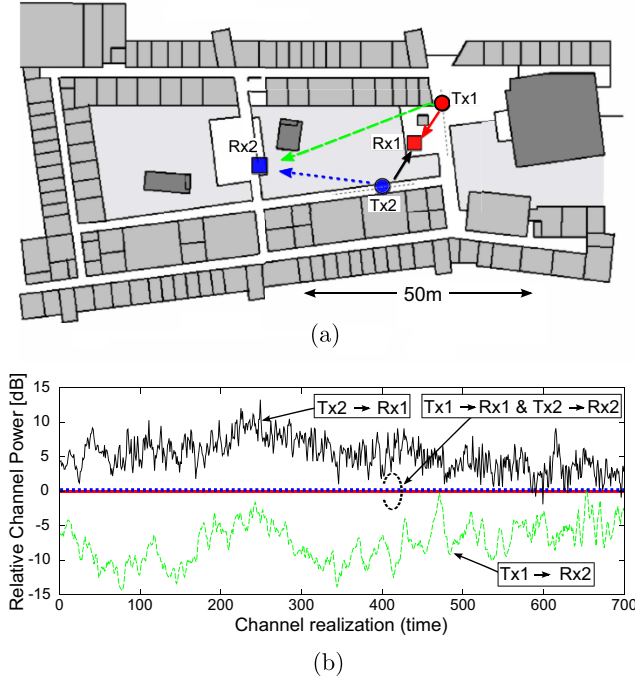 Tx1
Rx1
Rx2
Tx2
50m
(a)
Relative Channel Power [dB]
15
10
5
0
-5
-10
-15
Tx2 → Rx1
Tx1 → Rx1 & Tx2 → Rx2
Tx1 → Rx2
0 100 200 300 400 500 600 700
Channel realization (time)
(b)